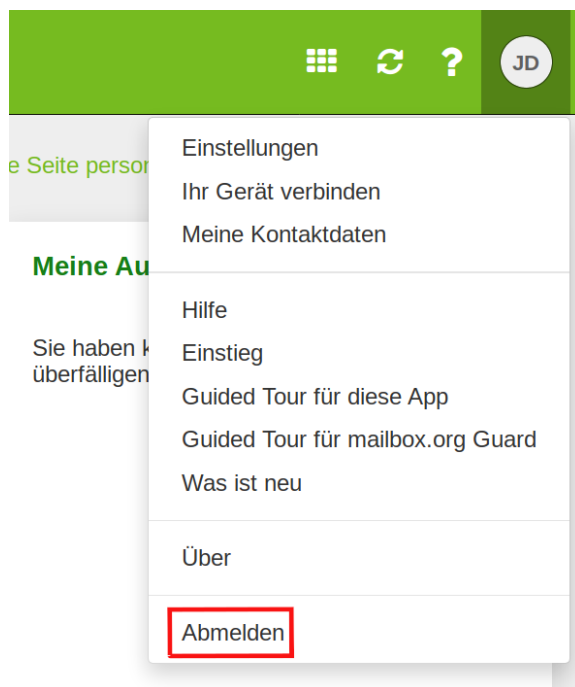 ?
JD
e Seite person
Einstellungen
Ihr Gerät verbinden
Meine Kontaktdaten
Meine Au
Hilfe
Sie haben k
Einstieg
überfälligen
Guided Tour für diese App
Guided Tour für mailbox.org Guard
Was ist neu
Über
Abmelden